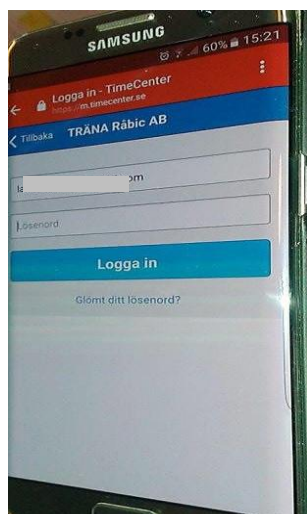 SAMSUNG
60% 15:21
Logga in - TimeCenter
https://m.timecenter.se
Tillbaka TRÄNA Råbic AB
la om
Lösenord
Logga in
Glömt ditt lösenord?